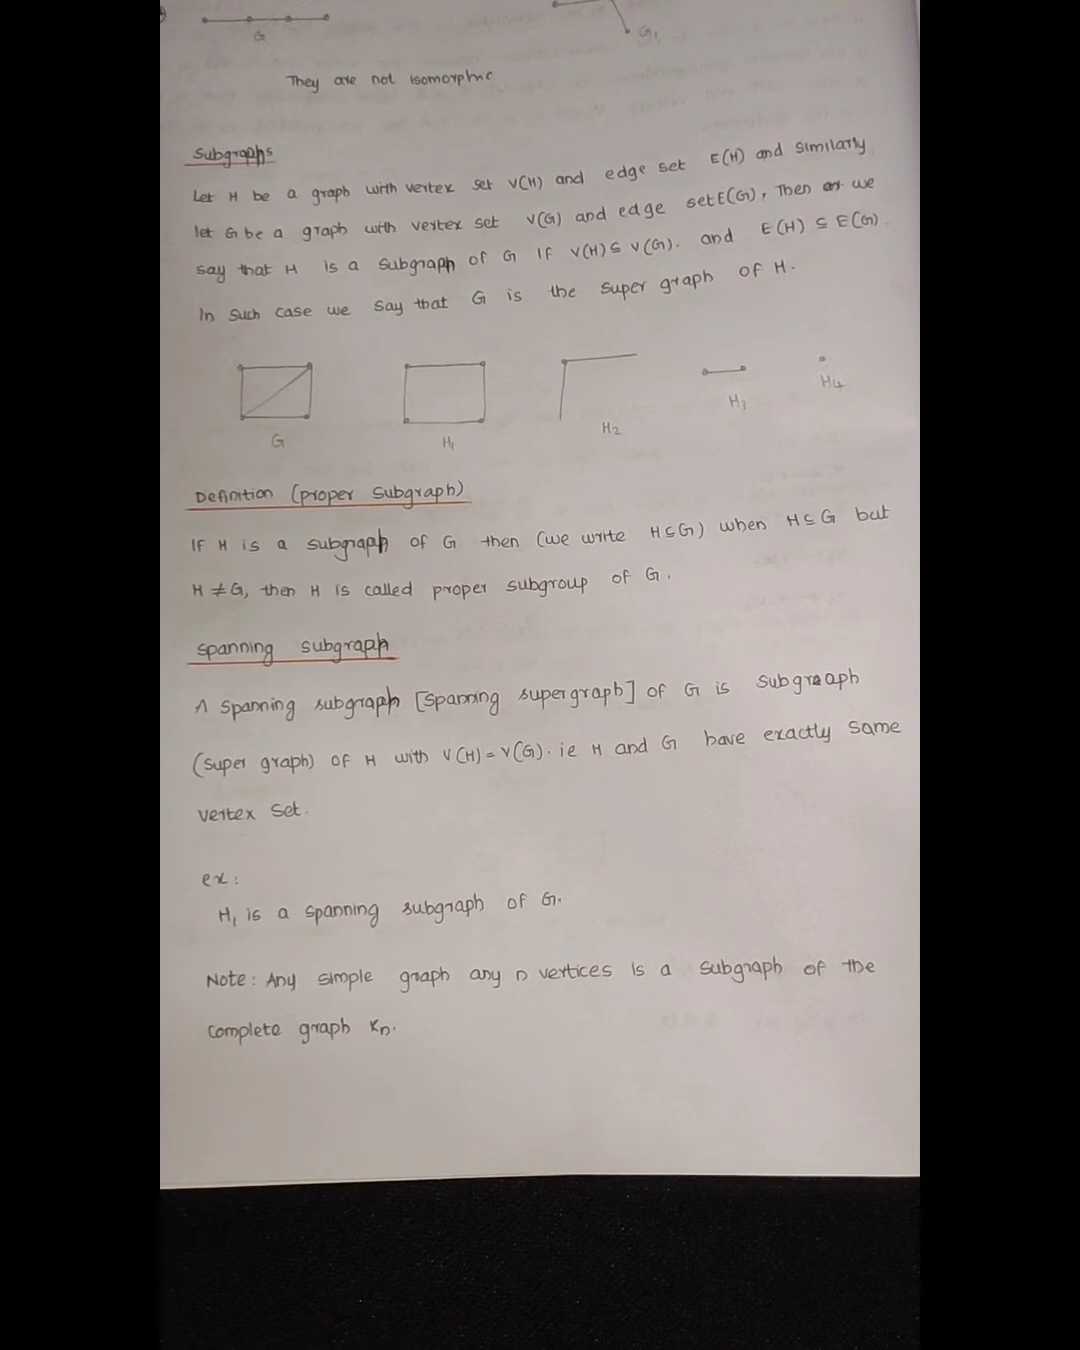 G
G₁
They are not isomorphic
Subgraphs
Let H be a graph with vertex set V(H) and edge set E(H) and similarly
let G be a graph with vertex set V(G) and edge set E(G), Then we
say that H is a subgraph of G if V(H) ⊆ V(G). and E(H) ⊆ E(G).
In such case we say that G is the super graph of H.
G H₁ H₂ H₃ H₄
Definition (proper subgraph)
If H is a subgraph of G then (we write H⊆G) when H⊆G but
H≠G, then H is called proper subgroup of G.
spanning subgraph
A spanning subgraph [spanning supergraph] of G is subgraaph
(super graph) of H with V(H)=V(G). ie H and G have exactly same
vertex set.
ex:
H₁ is a spanning subgraph of G.
Note: Any simple graph any n vertices is a subgraph of the
complete graph Kn.